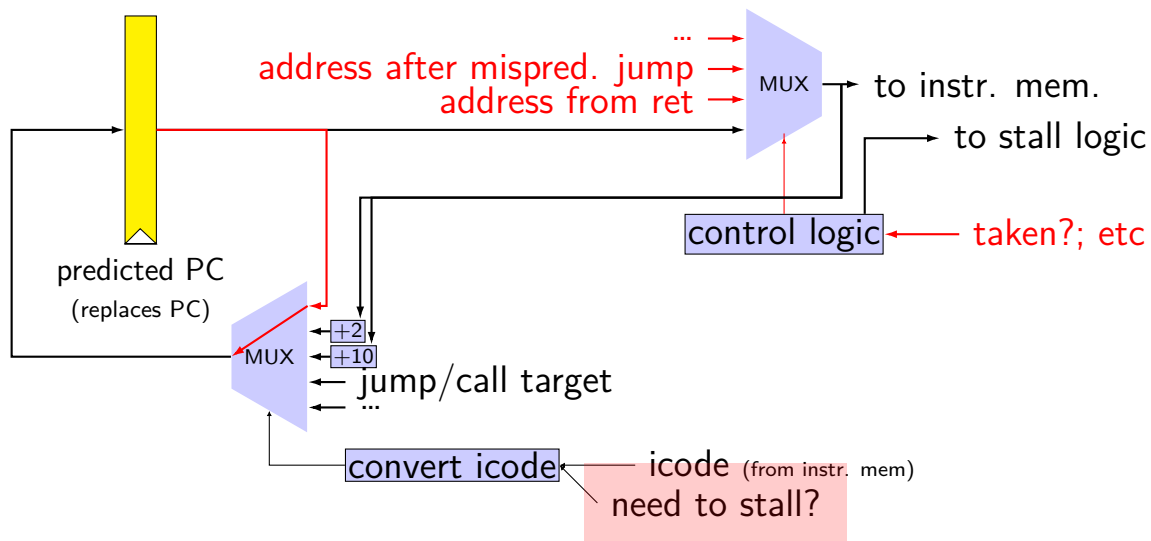 ...
address after mispred. jump
address from ret
MUX
to instr. mem.
to stall logic
control logic
taken?; etc
predicted PC
(replaces PC)
MUX
+2
+10
jump/call target
...
convert icode
icode (from instr. mem)
need to stall?